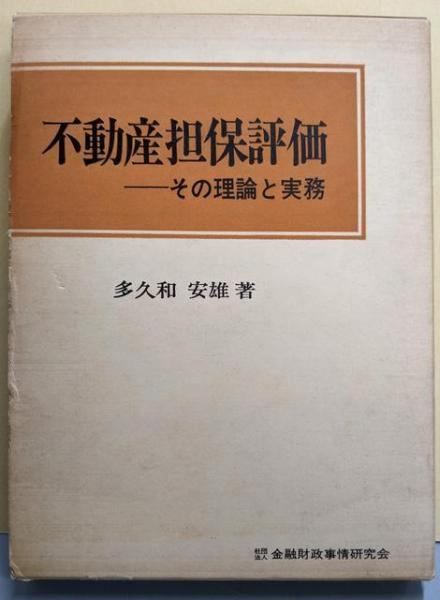 不動産担保評価
——その理論と実務
多久和 安雄 著
社団法人 金融財政事情研究会